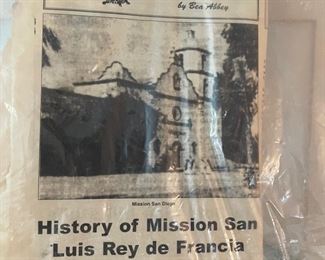 by Bea Abbey
Mission San Diego
History of Mission San
Luis Rey de Francia